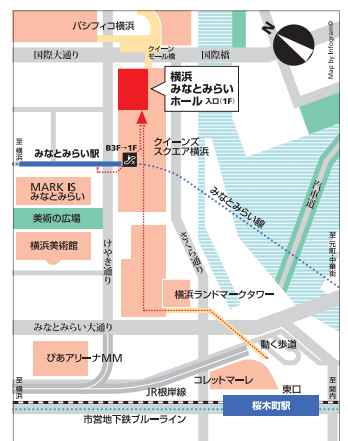 パシフィコ横浜
Map by Infogram©
国際大通り
クイーン
モール橋
国際橋
横浜
みなとみらい
ホール 入口(1F)
至横浜
みなとみらい駅
B3F→1F
クイーンズ
スクエア横浜
MARK IS
みなとみらい
みなとみらい線
汽車道
美術の広場
横浜美術館
けやき通り
さくら通り
至元町・中華街
横浜ランドマークタワー
みなとみらい大通り
動く歩道
ぴあアリーナMM
至横浜
JR根岸線
コレットマーレ
東口
至関内
桜木町駅
市営地下鉄ブルーライン